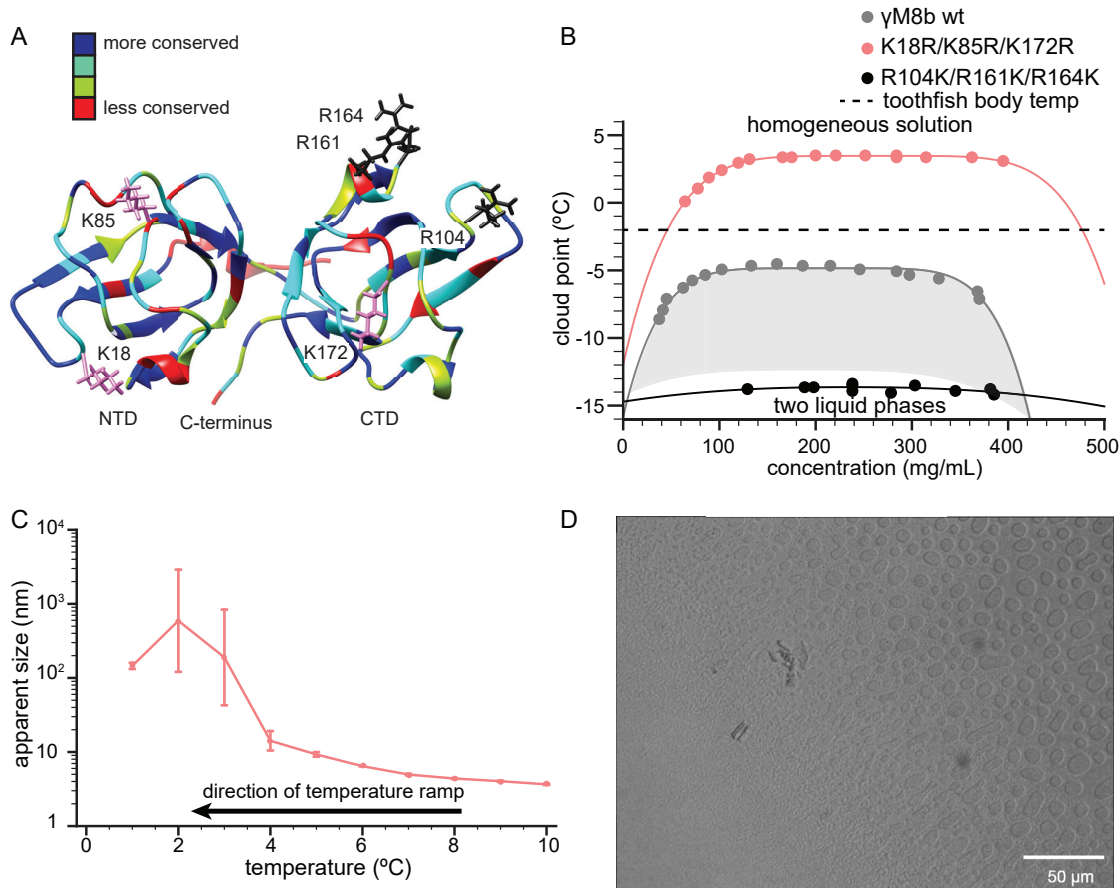 A
more conserved
less conserved
R164
R161
K85
R104
K18
K172
NTD
C-terminus
CTD
B
γM8b wt
K18R/K85R/K172R
R104K/R161K/R164K
toothfish body temp
homogeneous solution
5
0
-5
-10
-15
cloud point (ºC)
two liquid phases
0
100
200
300
400
500
concentration (mg/mL)
C
10⁴
10³
10²
10
1
apparent size (nm)
direction of temperature ramp
0
2
4
6
8
10
temperature (ºC)
D
50 µm